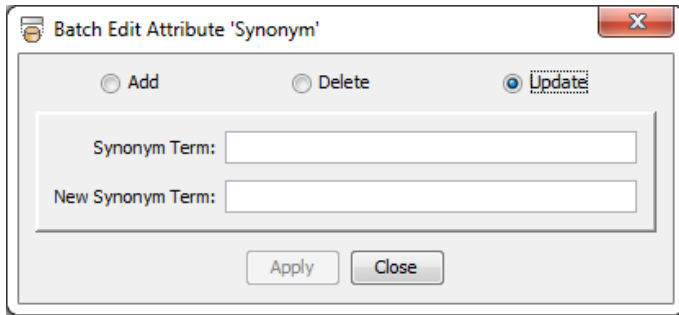 Batch Edit Attribute 'Synonym'
Add Delete Update
Synonym Term:
New Synonym Term:
Apply Close